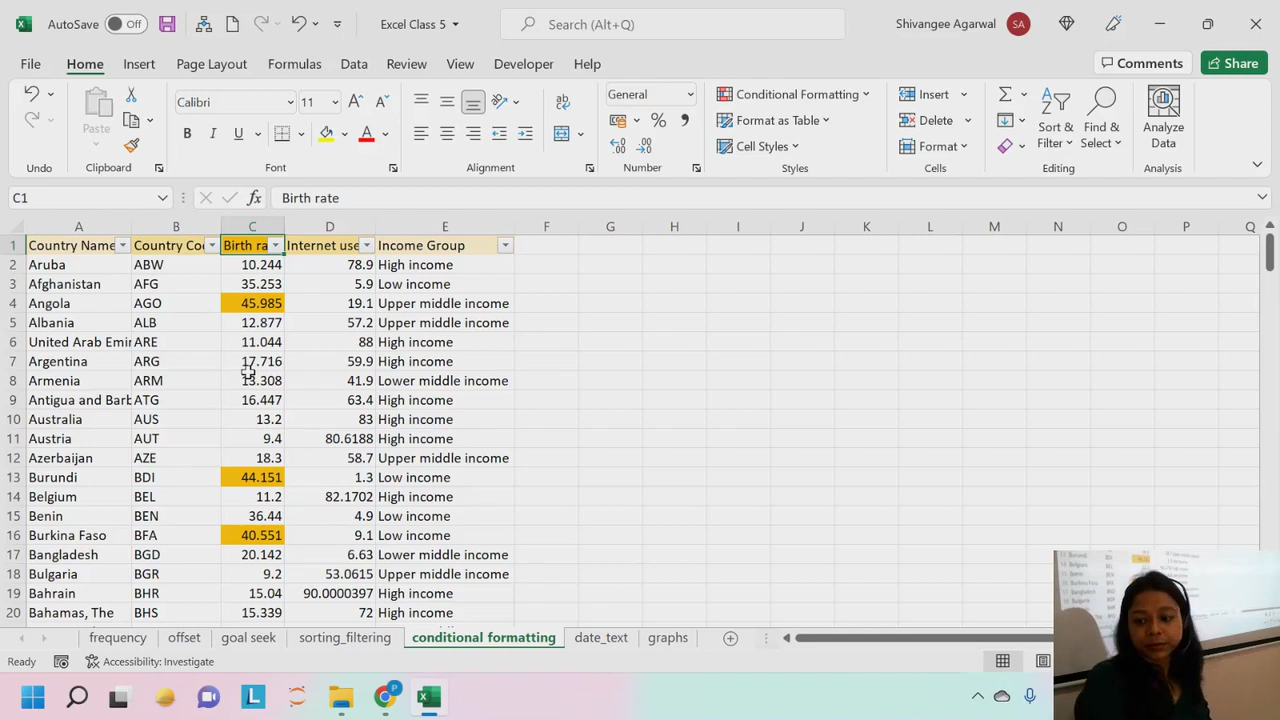 AutoSave Off Excel Class 5 Search (Alt+Q) Shivangee Agarwal SA
File Home Insert Page Layout Formulas Data Review View Developer Help Comments Share
Calibri 11 General Conditional Formatting Insert
Paste B I U Format as Table Delete Sort & Filter Find & Select Analyze Data
Cell Styles Format
Undo Clipboard Font Alignment Number Styles Cells Editing Analysis
C1 fx Birth rate
A B C D E F G H I J K L M N O P Q
1 Country Name Country Coc Birth ra Internet use Income Group
2 Aruba ABW 10.244 78.9 High income
3 Afghanistan AFG 35.253 5.9 Low income
4 Angola AGO 45.985 19.1 Upper middle income
5 Albania ALB 12.877 57.2 Upper middle income
6 United Arab Emir ARE 11.044 88 High income
7 Argentina ARG 17.716 59.9 High income
8 Armenia ARM 13.308 41.9 Lower middle income
9 Antigua and Barb ATG 16.447 63.4 High income
10 Australia AUS 13.2 83 High income
11 Austria AUT 9.4 80.6188 High income
12 Azerbaijan AZE 18.3 58.7 Upper middle income
13 Burundi BDI 44.151 1.3 Low income
14 Belgium BEL 11.2 82.1702 High income
15 Benin BEN 36.44 4.9 Low income
16 Burkina Faso BFA 40.551 9.1 Low income
17 Bangladesh BGD 20.142 6.63 Lower middle income
18 Bulgaria BGR 9.2 53.0615 Upper middle income
19 Bahrain BHR 15.04 90.0000397 High income
20 Bahamas, The BHS 15.339 72 High income
frequency offset goal seek sorting_filtering conditional formatting date_text graphs
Ready Accessibility: Investigate